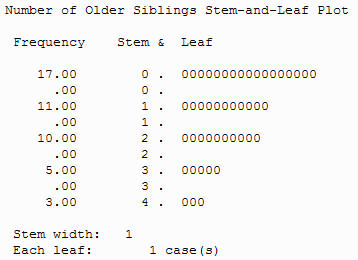 Number of Older Siblings Stem-and-Leaf Plot
Frequency Stem & Leaf
17.00 0 . 00000000000000000
.00 0 .
11.00 1 . 00000000000
.00 1 .
10.00 2 . 0000000000
.00 2 .
5.00 3 . 00000
.00 3 .
3.00 4 . 000
Stem width: 1
Each leaf: 1 case(s)